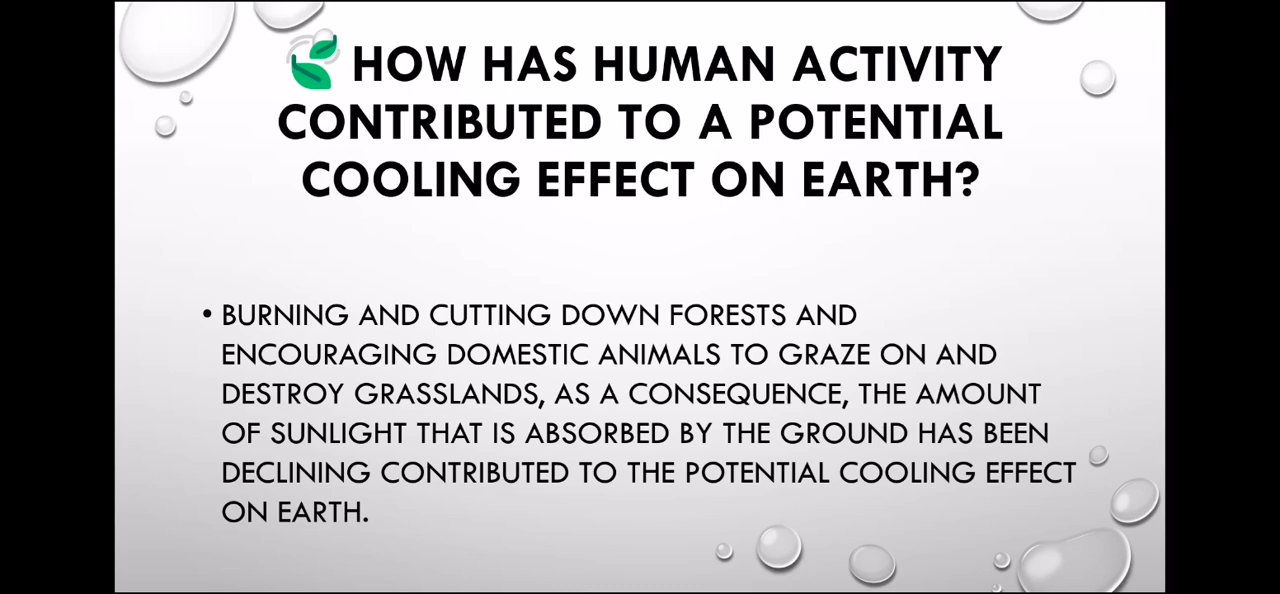 HOW HAS HUMAN ACTIVITY
CONTRIBUTED TO A POTENTIAL
COOLING EFFECT ON EARTH?
• BURNING AND CUTTING DOWN FORESTS AND
ENCOURAGING DOMESTIC ANIMALS TO GRAZE ON AND
DESTROY GRASSLANDS, AS A CONSEQUENCE, THE AMOUNT
OF SUNLIGHT THAT IS ABSORBED BY THE GROUND HAS BEEN
DECLINING CONTRIBUTED TO THE POTENTIAL COOLING EFFECT
ON EARTH.